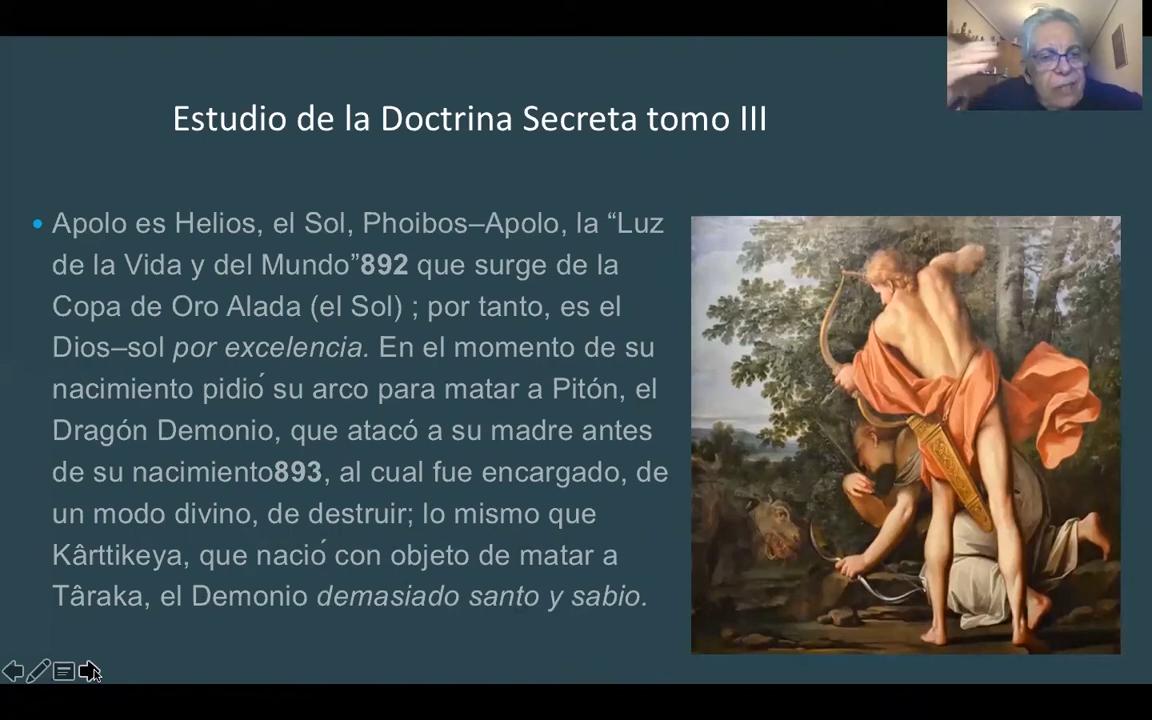 Estudio de la Doctrina Secreta tomo III
• Apolo es Helios, el Sol, Phoibos–Apolo, la “Luz
de la Vida y del Mundo”892 que surge de la
Copa de Oro Alada (el Sol) ; por tanto, es el
Dios–sol por excelencia. En el momento de su
nacimiento pidió su arco para matar a Pitón, el
Dragón Demonio, que atacó a su madre antes
de su nacimiento893, al cual fue encargado, de
un modo divino, de destruir; lo mismo que
Kârttikeya, que nació con objeto de matar a
Târaka, el Demonio demasiado santo y sabio.